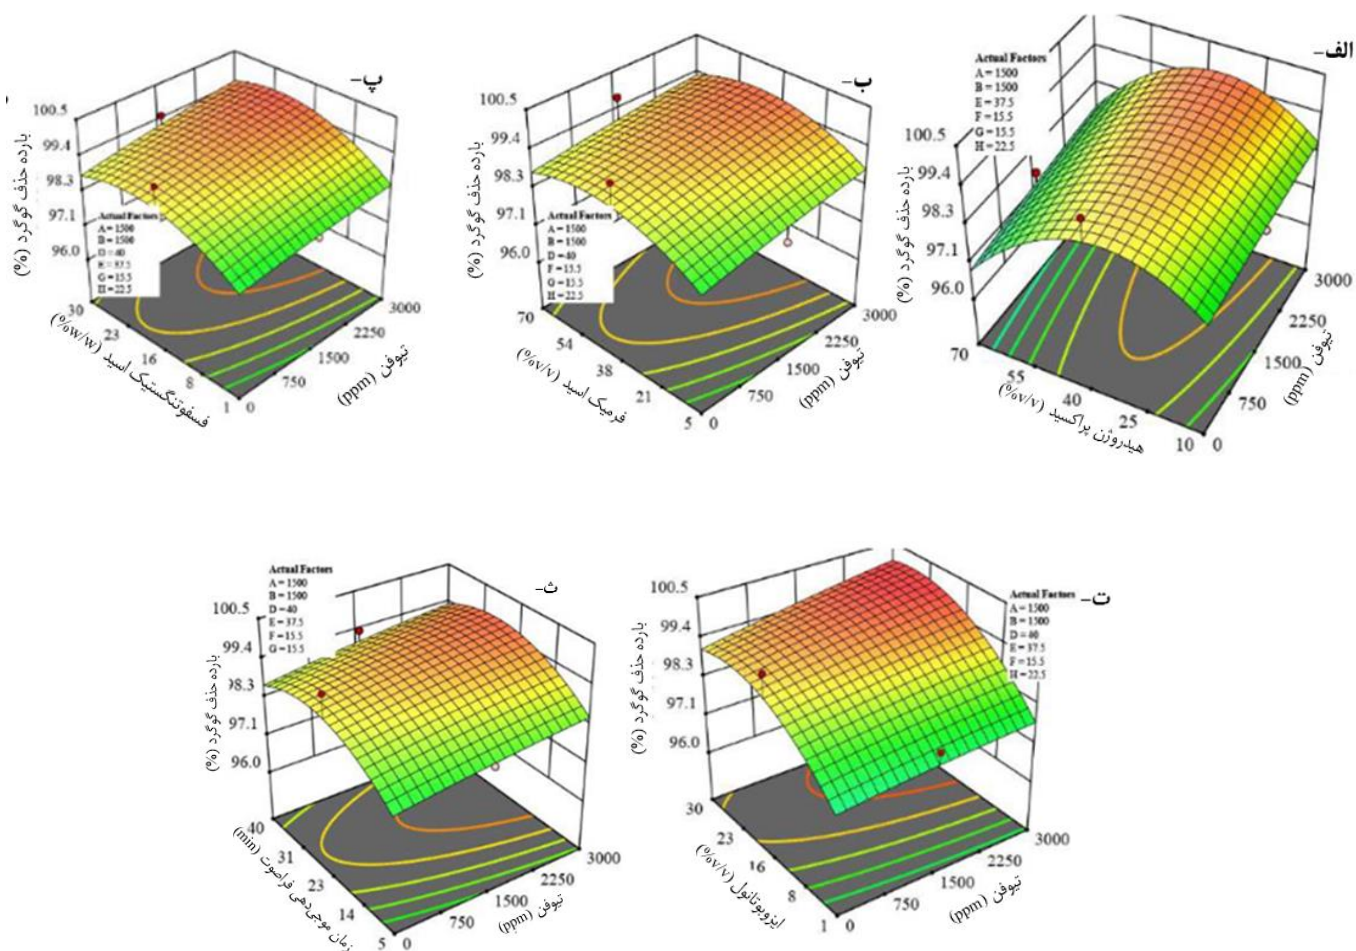 الف-
Actual Factors
A = 1500
B = 1500
E = 37.5
F = 15.5
G = 15.5
H = 22.5
100.5
99.4
98.3
97.1
96.0
بازده حذف گوگرد (%)
70
55
40
25
10
هیدروژن پراکسید (%v/v)
0
750
1500
2250
3000
تیوفن (ppm)
ب-
Actual Factors
A = 1500
B = 1500
D = 40
F = 15.5
G = 15.5
H = 22.5
100.5
99.4
98.3
97.1
96.0
بازده حذف گوگرد (%)
70
54
38
21
5
فرمیک اسید (%v/v)
0
750
1500
2250
3000
تیوفن (ppm)
پ-
Actual Factors
A = 1500
B = 1500
D = 40
E = 37.5
G = 15.5
H = 22.5
100.5
99.4
98.3
97.1
96.0
بازده حذف گوگرد (%)
30
23
16
8
1
فسفوتنگستیک اسید (%w/w)
0
750
1500
2250
3000
تیوفن (ppm)
ت-
Actual Factors
A = 1500
B = 1500
D = 40
E = 37.5
F = 15.5
H = 22.5
100.5
99.4
98.3
97.1
96.0
بازده حذف گوگرد (%)
30
23
16
8
1
ایزوبوتانول (%v/v)
0
750
1500
2250
3000
تیوفن (ppm)
ث-
Actual Factors
A = 1500
B = 1500
D = 40
E = 37.5
F = 15.5
G = 15.5
100.5
99.4
98.3
97.1
96.0
بازده حذف گوگرد (%)
40
31
23
14
5
زمان موج‌دهی فراصوت (min)
0
750
1500
2250
3000
تیوفن (ppm)